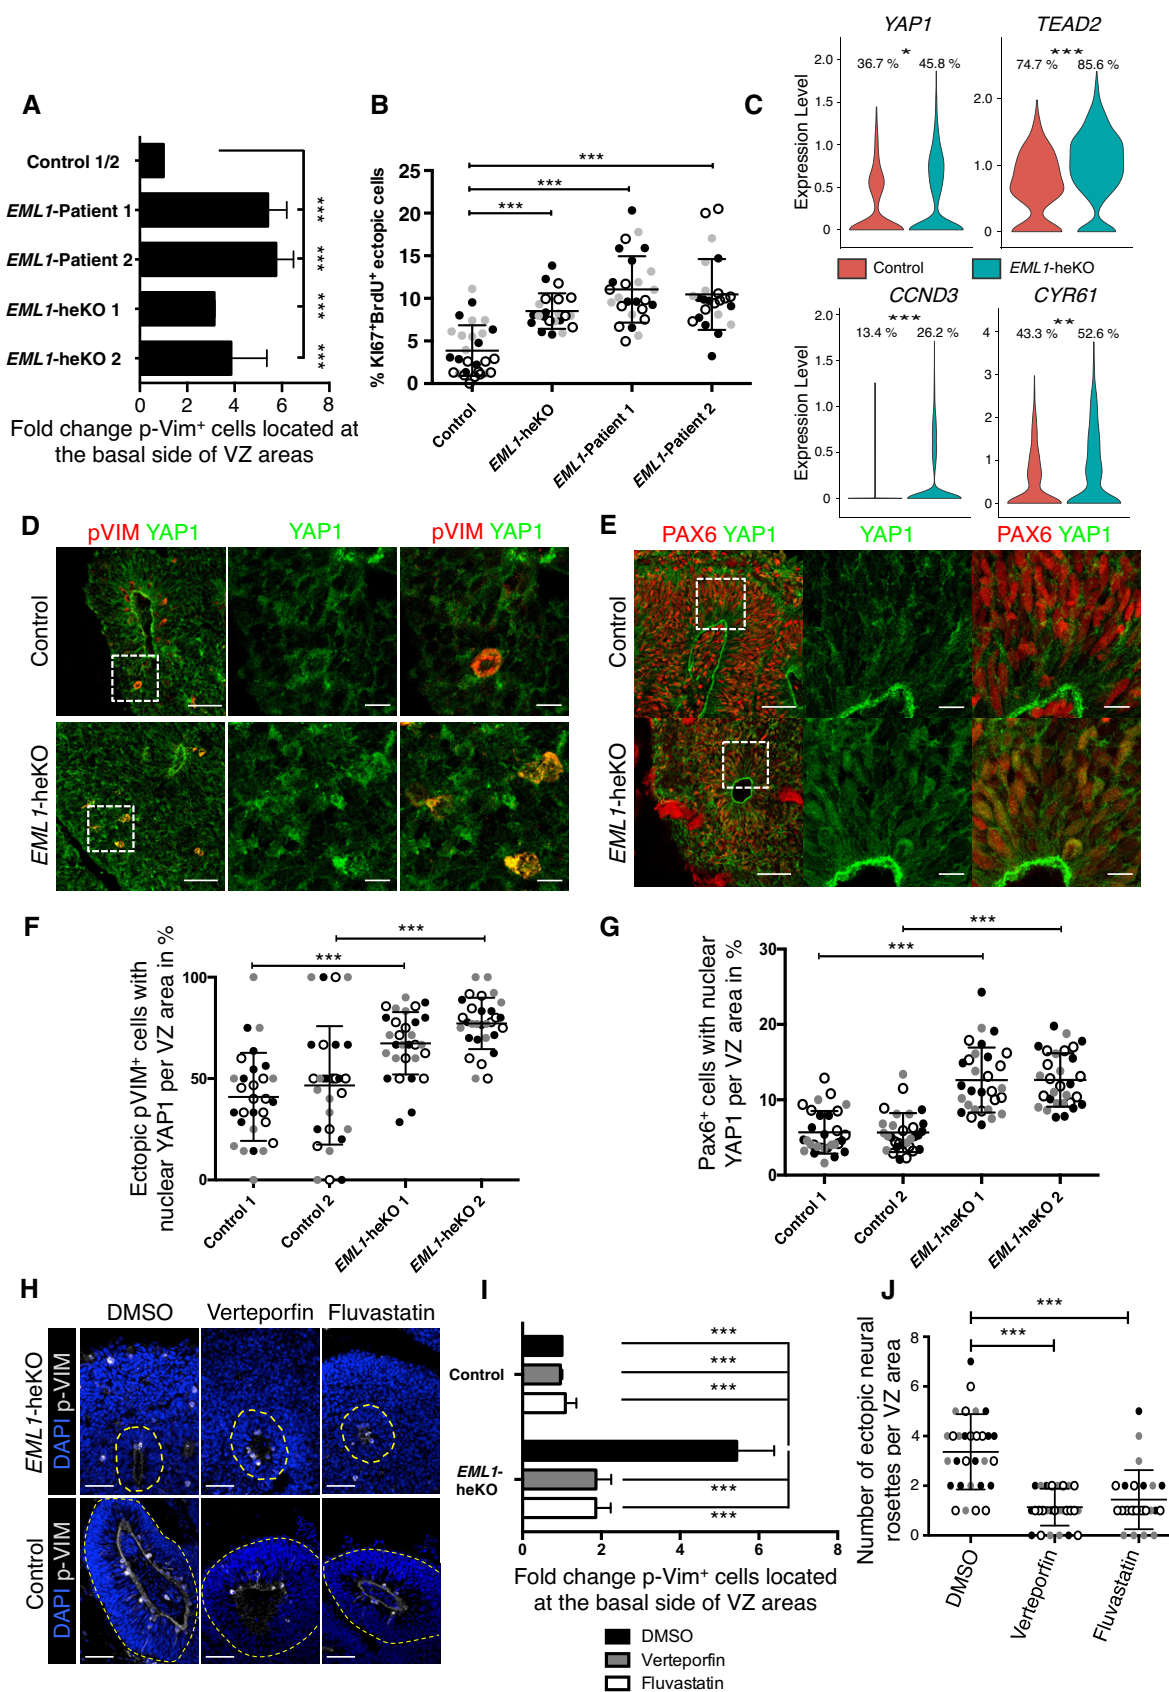 A
Control 1/2
EML1-Patient 1
EML1-Patient 2
EML1-heKO 1
EML1-heKO 2
***
***
***
***
0 2 4 6 8
Fold change p-Vim+ cells located at
the basal side of VZ areas
B
% KI67+BrdU+ ectopic cells
25
20
15
10
5
0
***
***
***
Control
EML1-heKO
EML1-Patient 1
EML1-Patient 2
C
YAP1
TEAD2
Expression Level
2.0
1.5
1.0
0.5
0
36.7 %
*
45.8 %
2.0
1.0
0
74.7 %
***
85.6 %
Control
EML1-heKO
CCND3
CYR61
Expression Level
2.0
1.5
1.0
0.5
0
13.4 %
***
26.2 %
4
3
2
1
0
43.3 %
**
52.6 %
D
pVIM YAP1
YAP1
pVIM YAP1
Control
EML1-heKO
E
PAX6 YAP1
YAP1
PAX6 YAP1
Control
EML1-heKO
F
Ectopic pVIM+ cells with
nuclear YAP1 per VZ area in %
100
50
0
***
***
Control 1
Control 2
EML1-heKO 1
EML1-heKO 2
G
Pax6+ cells with nuclear
YAP1 per VZ area in %
30
20
10
0
***
***
Control 1
Control 2
EML1-heKO 1
EML1-heKO 2
H
DMSO
Verteporfin
Fluvastatin
EML1-heKO
DAPI p-VIM
Control
DAPI p-VIM
I
Control
EML1-
heKO
***
***
***
***
***
0 2 4 6 8
Fold change p-Vim+ cells located
at the basal side of VZ areas
DMSO
Verteporfin
Fluvastatin
J
Number of ectopic neural
rosettes per VZ area
8
6
4
2
0
***
***
DMSO
Verteporfin
Fluvastatin